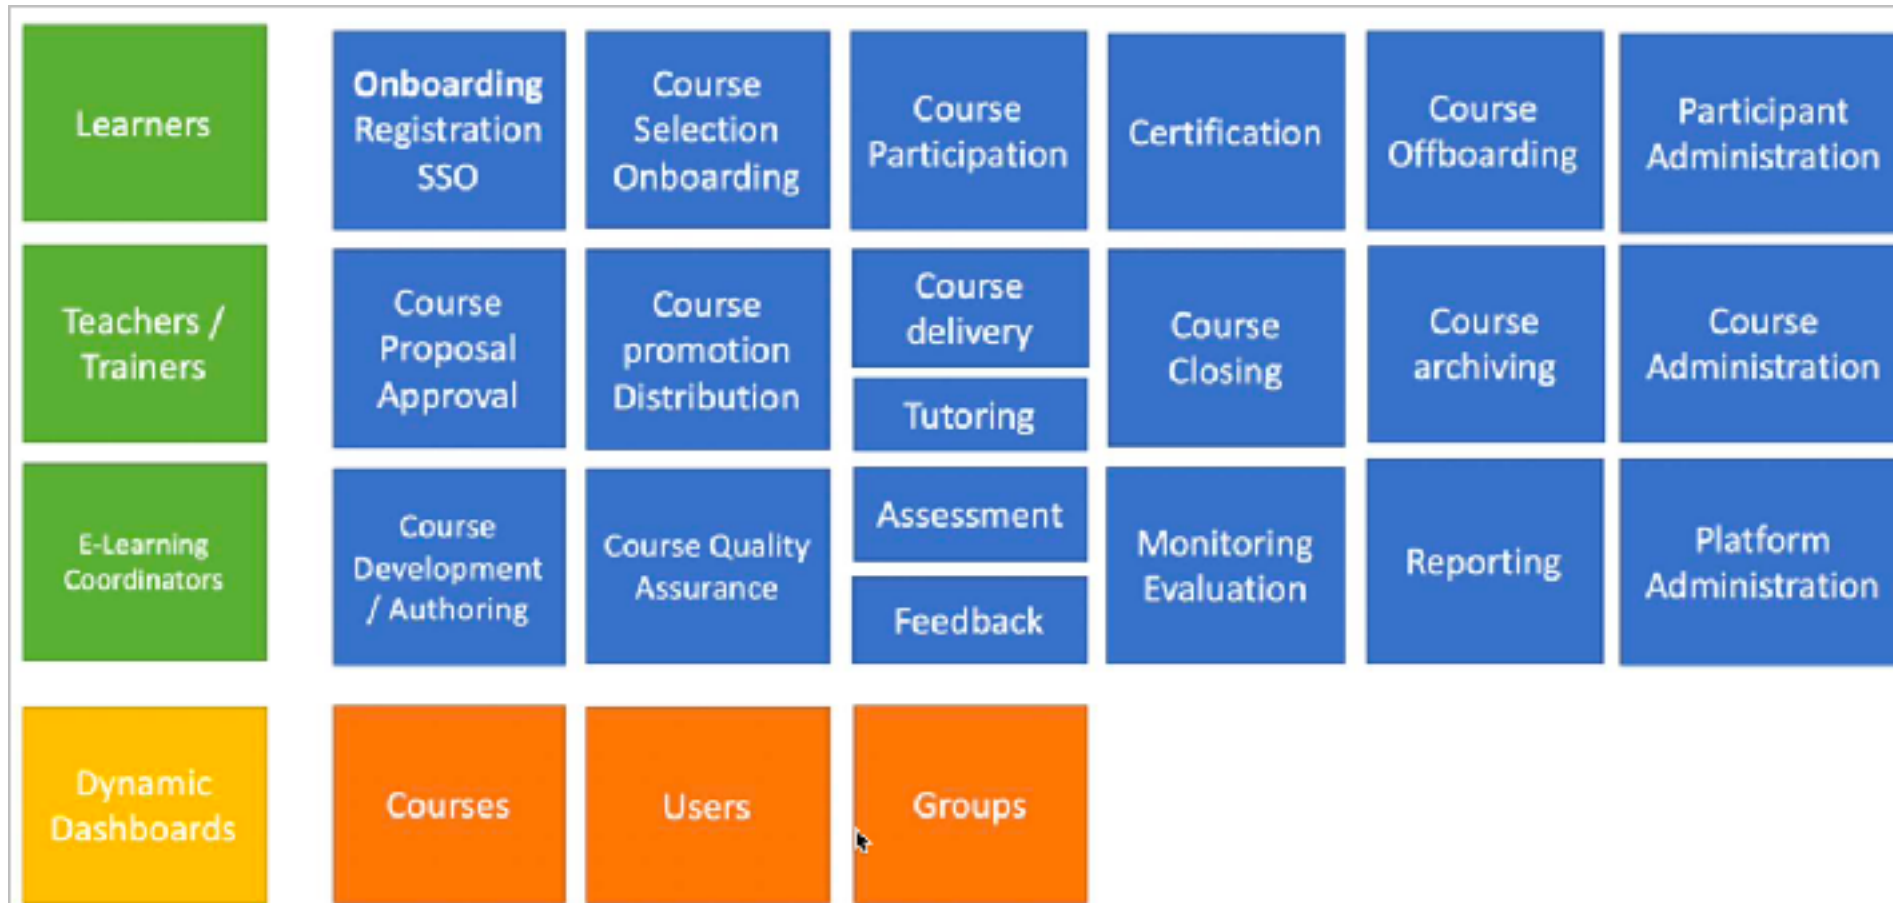 Learners
Onboarding
Registration
SSO
Course
Selection
Onboarding
Course
Participation
Certification
Course
Offboarding
Participant
Administration
Teachers /
Trainers
Course
Proposal
Approval
Course
promotion
Distribution
Course
delivery
Tutoring
Course
Closing
Course
archiving
Course
Administration
E-Learning
Coordinators
Course
Development
/ Authoring
Course Quality
Assurance
Assessment
Feedback
Monitoring
Evaluation
Reporting
Platform
Administration
Dynamic
Dashboards
Courses
Users
Groups